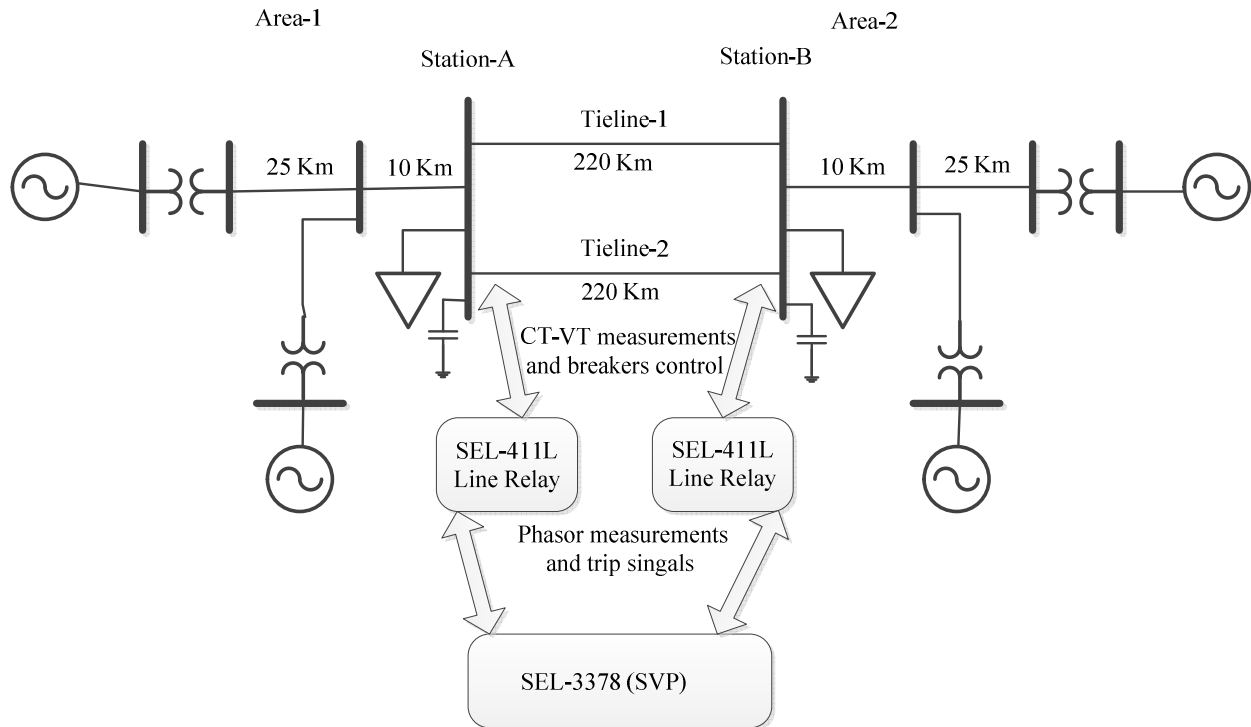 Area-1
Area-2
Station-A
Station-B
Tieline-1
220 Km
25 Km
10 Km
10 Km
25 Km
Tieline-2
220 Km
CT-VT measurements
and breakers control
SEL-411L
Line Relay
SEL-411L
Line Relay
Phasor measurements
and trip singals
SEL-3378 (SVP)